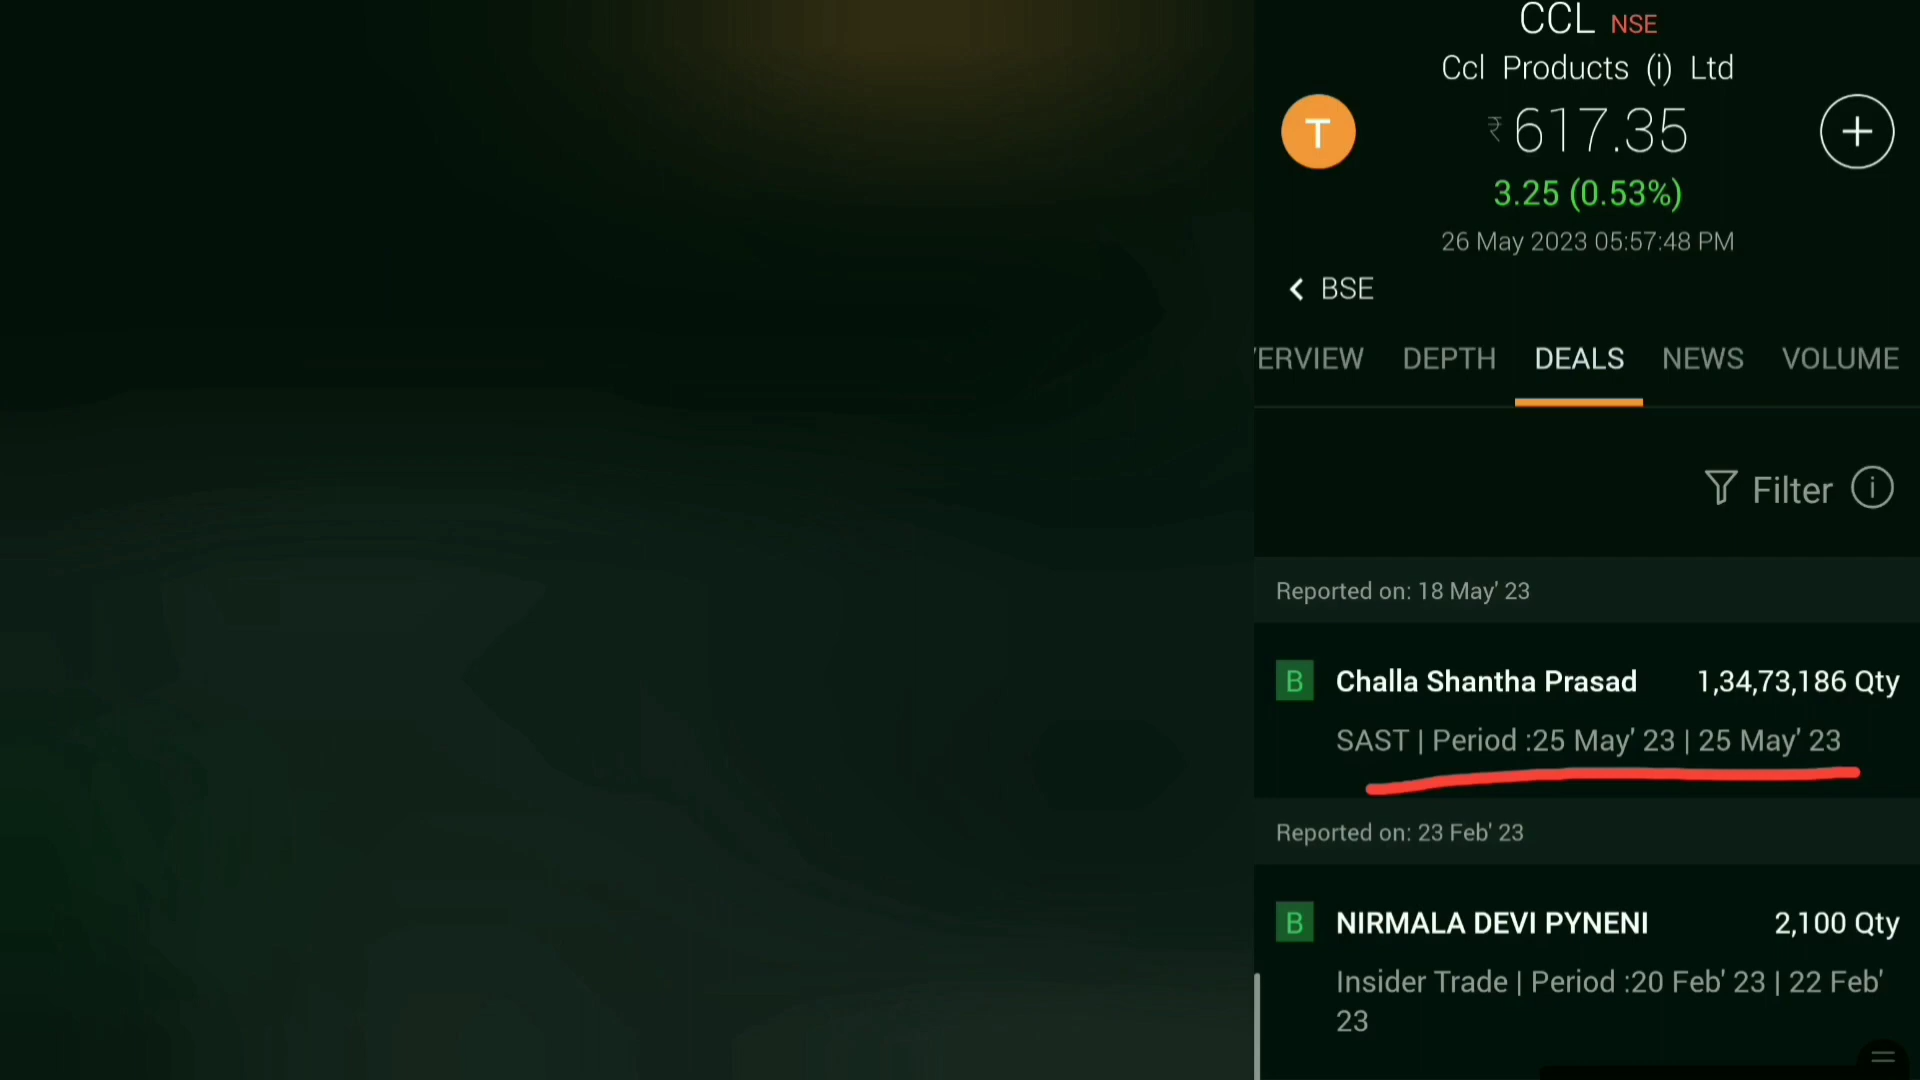 CCL NSE
Ccl Products (i) Ltd
T
₹ 617.35
3.25 (0.53%)
26 May 2023 05:57:48 PM
BSE
ERVIEW DEPTH DEALS NEWS VOLUME
Filter
Reported on: 18 May' 23
B Challa Shantha Prasad 1,34,73,186 Qty
SAST | Period :25 May' 23 | 25 May' 23
Reported on: 23 Feb' 23
B NIRMALA DEVI PYNENI 2,100 Qty
Insider Trade | Period :20 Feb' 23 | 22 Feb'
23